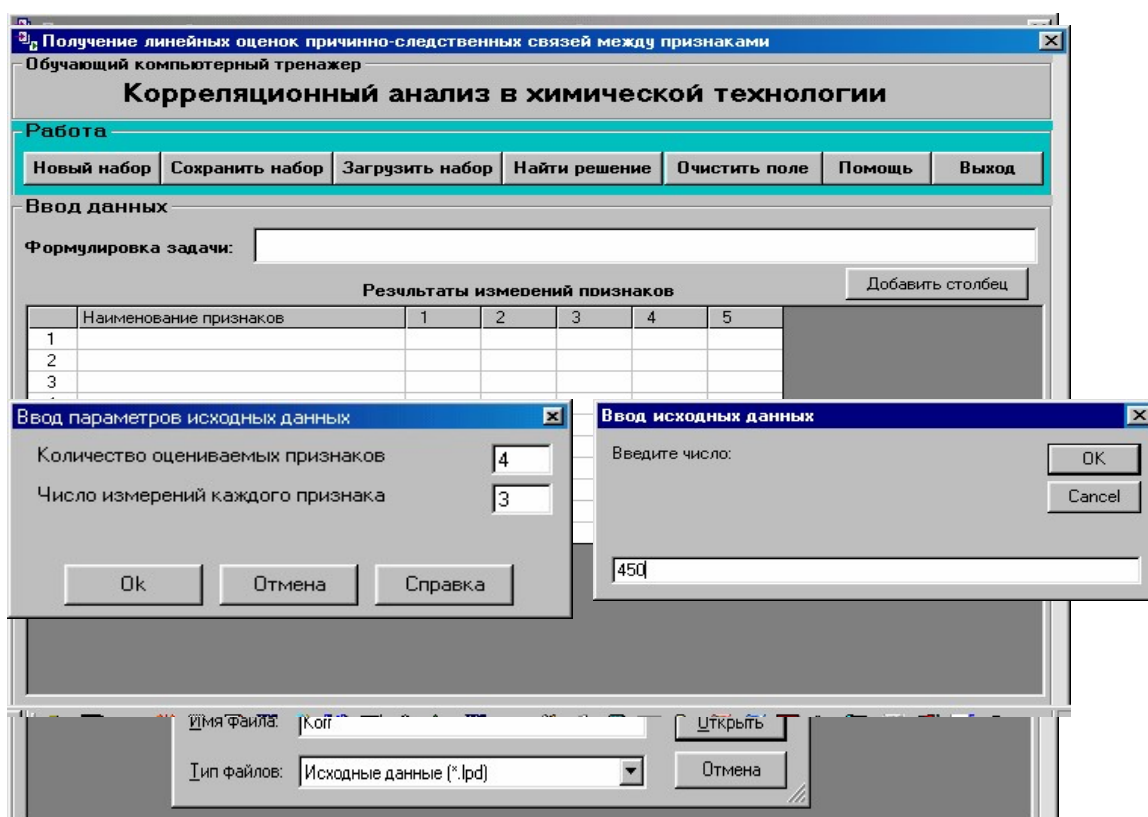 Получение линейных оценок причинно-следственных связей между признаками
Обучающий компьютерный тренажер
Корреляционный анализ в химической технологии
Работа
Новый набор Сохранить набор Загрузить набор Найти решение Очистить поле Помощь Выход
Ввод данных
Формулировка задачи:
Добавить столбец
Результаты измерений признаков
Наименование признаков 1 2 3 4 5
1
2
3
Ввод параметров исходных данных
Количество оцениваемых признаков 4
Число измерений каждого признака 3
Ok Отмена Справка
Ввод исходных данных
Введите число:
OK
Cancel
450
Имя файла: Korr Открыть
Тип файлов: Исходные данные (*.lpd) Отмена